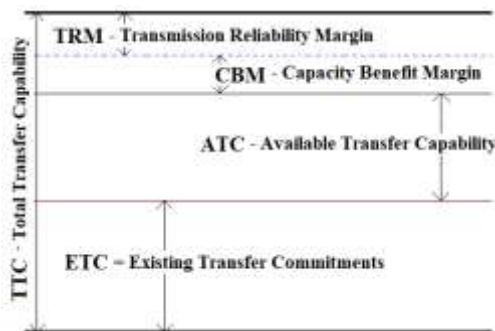 TRM - Transmission Reliability Margin
CBM - Capacity Benefit Margin
ATC - Available Transfer Capability
ETC = Existing Transfer Commitments
TTC - Total Transfer Capability